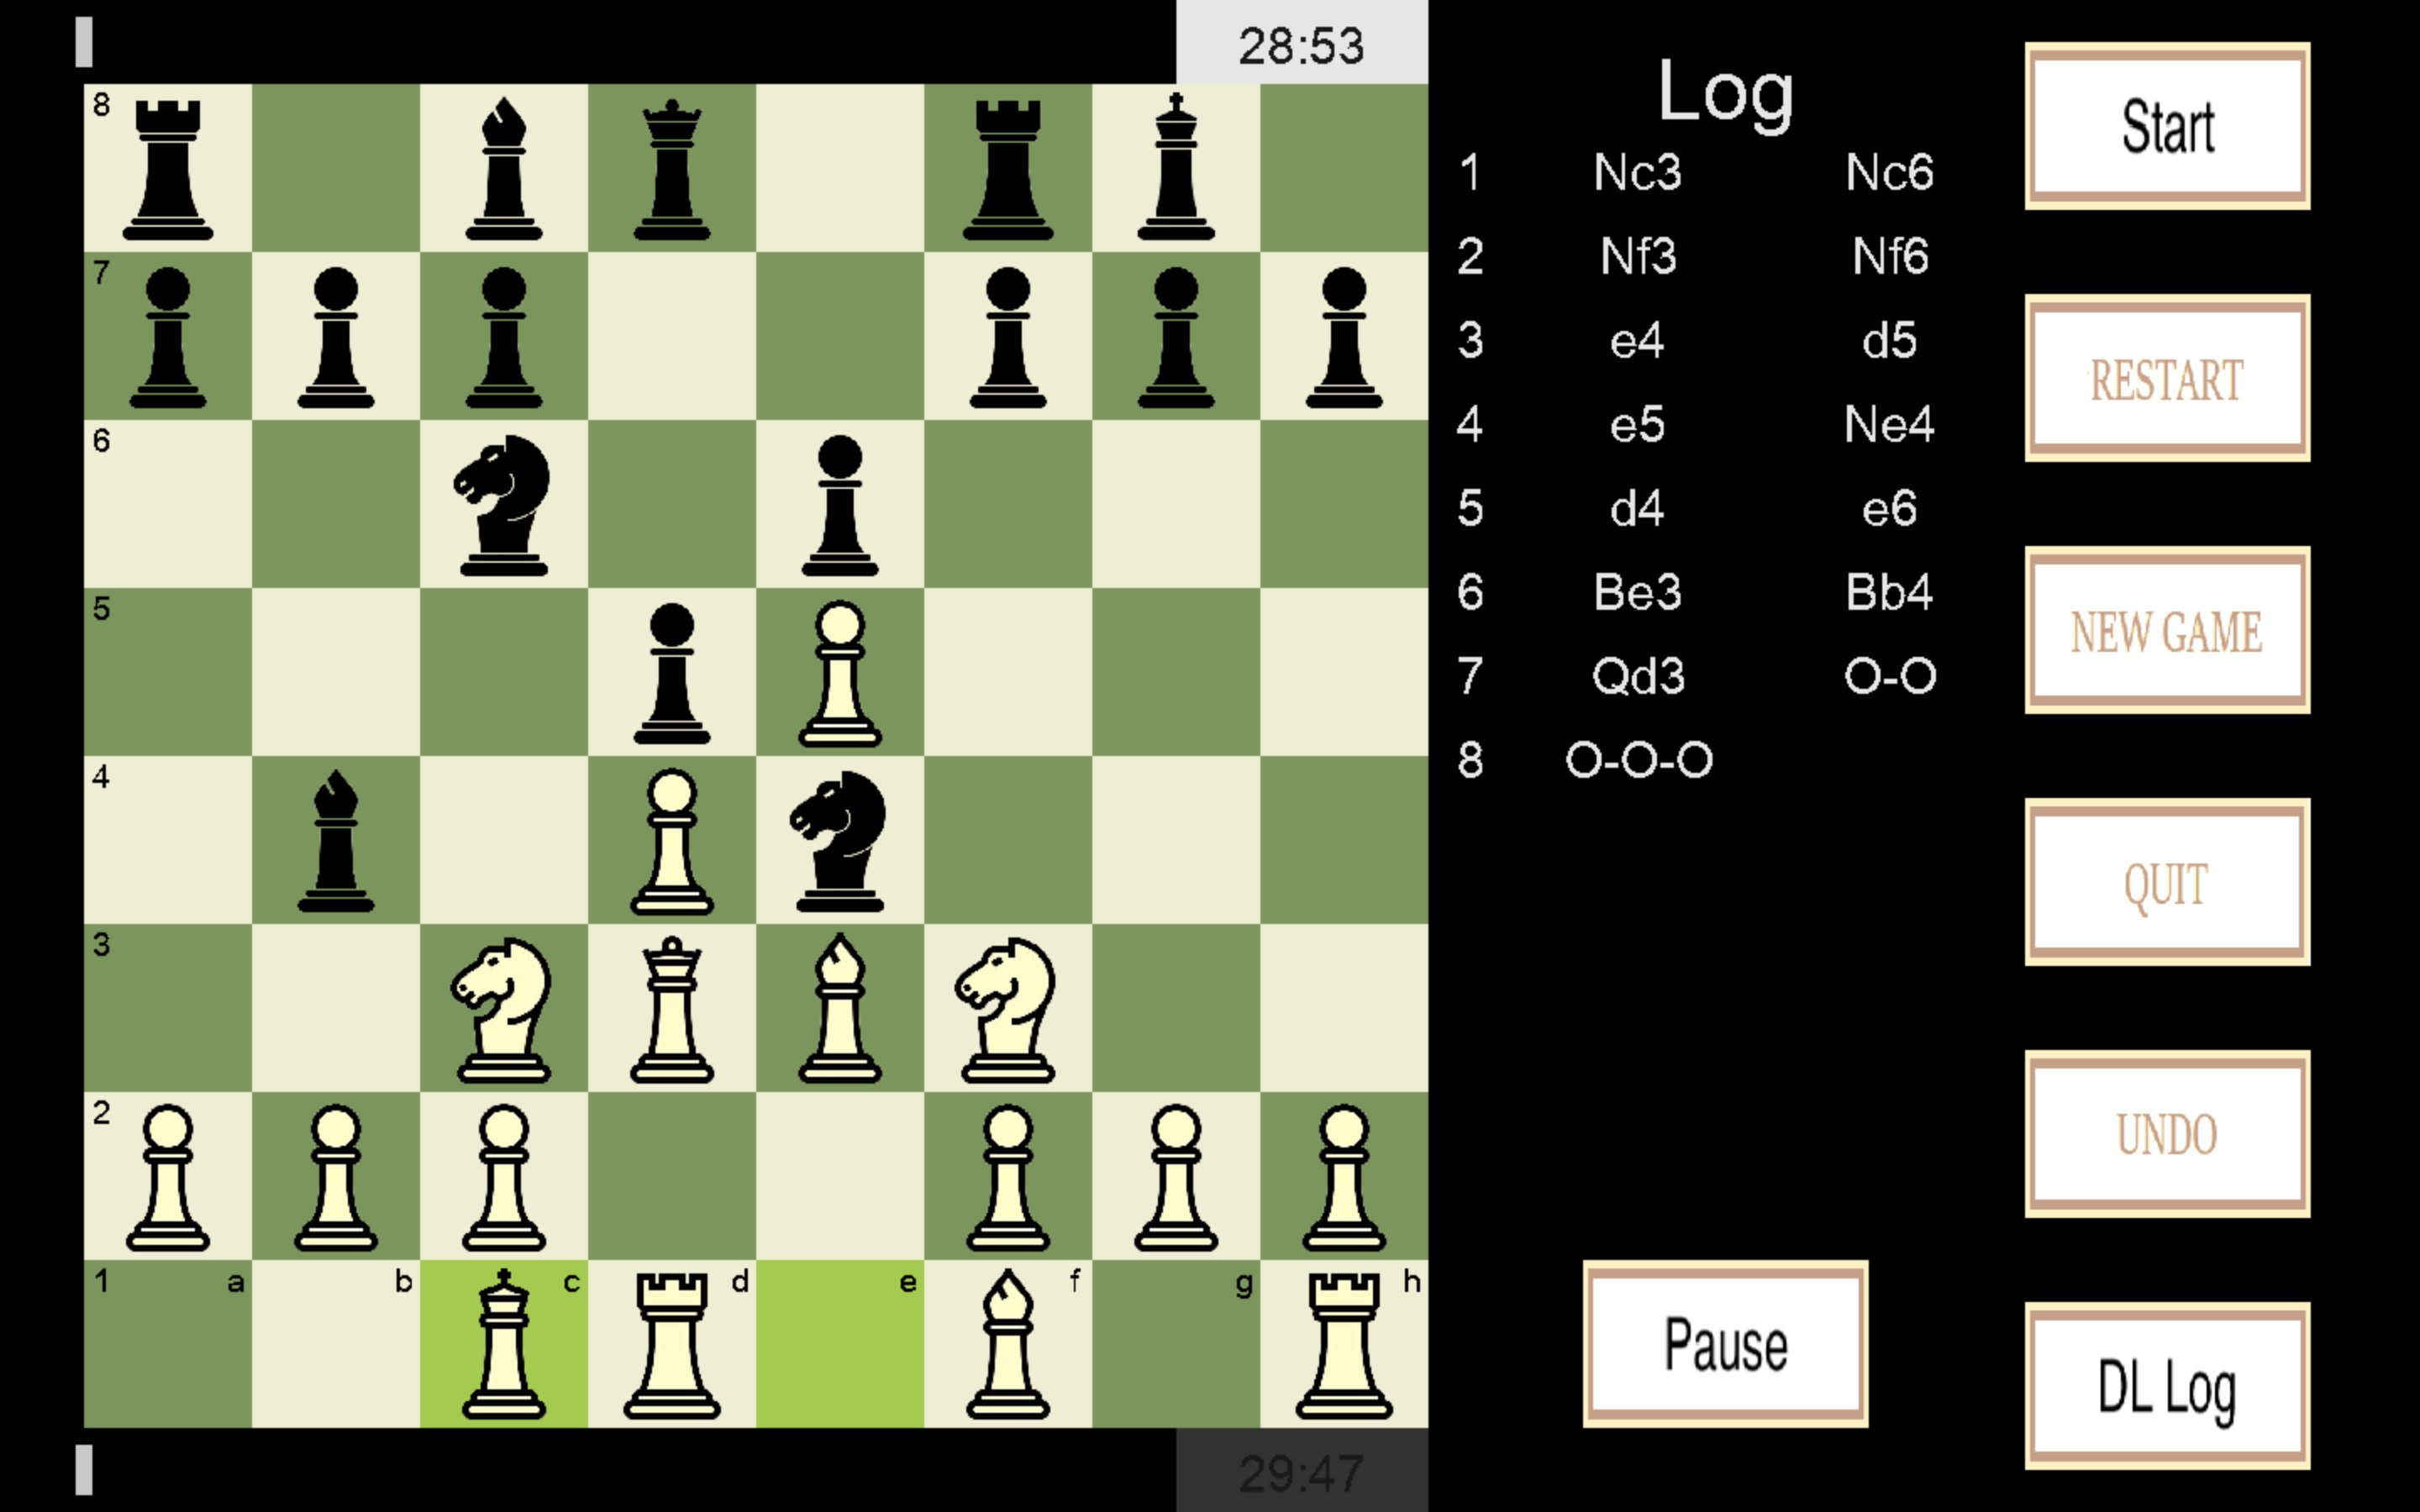 28:53
Log
1 Nc3 Nc6
2 Nf3 Nf6
3 e4 d5
4 e5 Ne4
5 d4 e6
6 Be3 Bb4
7 Qd3 O-O
8 O-O-O
Start
RESTART
NEW GAME
QUIT
UNDO
DL Log
Pause
8
7
6
5
4
3
2
1 a b c d e f g h
29:47